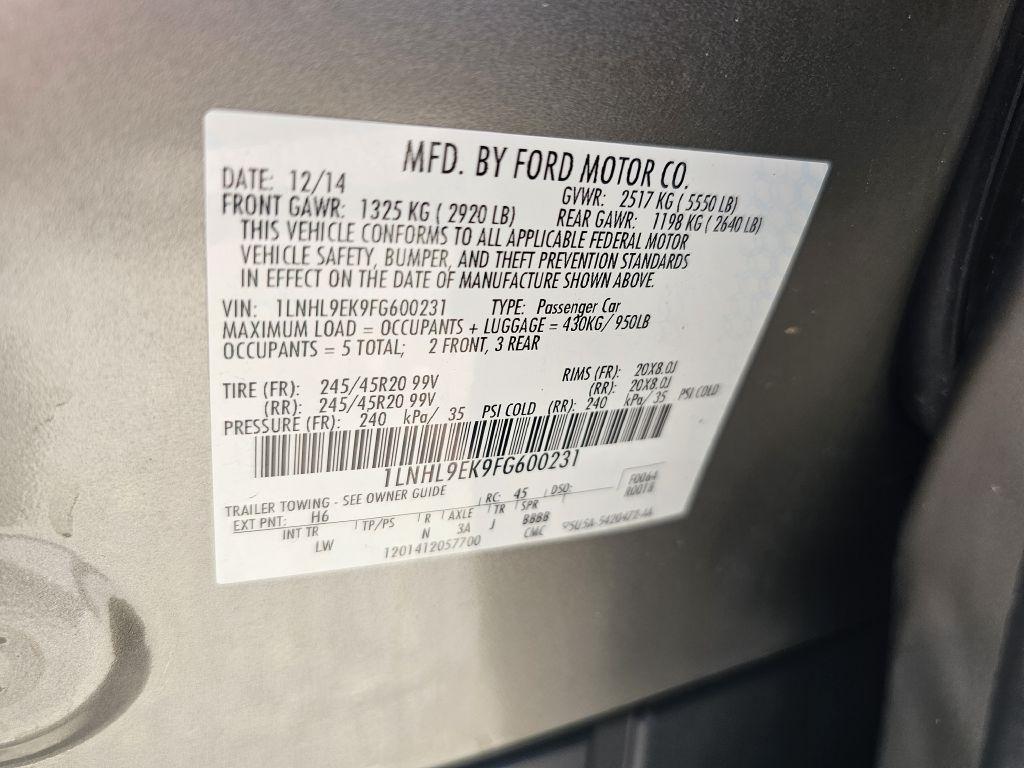 MFD. BY FORD MOTOR CO.
DATE: 12/14
GVWR: 2517 KG ( 5550 LB)
FRONT GAWR: 1325 KG ( 2920 LB)
REAR GAWR: 1198 KG ( 2640 LB)
THIS VEHICLE CONFORMS TO ALL APPLICABLE FEDERAL MOTOR
VEHICLE SAFETY, BUMPER, AND THEFT PREVENTION STANDARDS
IN EFFECT ON THE DATE OF MANUFACTURE SHOWN ABOVE.
VIN: 1LNHL9EK9FG600231 TYPE: Passenger Car
MAXIMUM LOAD = OCCUPANTS + LUGGAGE = 430KG/ 950LB
OCCUPANTS = 5 TOTAL; 2 FRONT, 3 REAR
TIRE (FR): 245/45R20 99V RIMS (FR): 20X8.0J
(RR): 245/45R20 99V (RR): 20X8.0J
PRESSURE (FR): 240 kPa/ 35 PSI COLD (RR): 240 kPa/ 35 PSI COLD
1LNHL9EK9FG600231
TRAILER TOWING - SEE OWNER GUIDE
F0064
R0018
EXT PNT: H6 RC: 45 DSO:
INT TR TP/PS R AXLE TR SPR
LW N 3A J BBBB
1201412057700 CMC